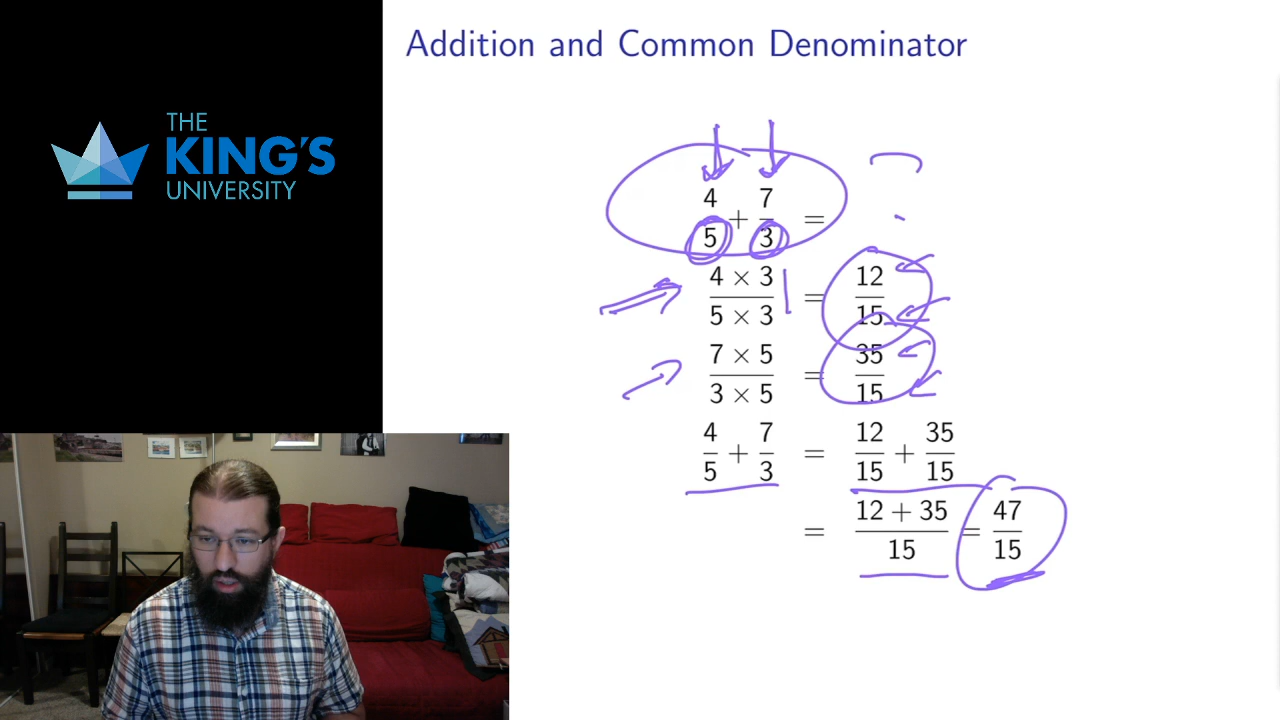 THE
KING'S
UNIVERSITY
Addition and Common Denominator
4/5 + 7/3 = ?
(4 × 3)/(5 × 3) = 12/15
(7 × 5)/(3 × 5) = 35/15
4/5 + 7/3 = 12/15 + 35/15
= (12 + 35)/15 = 47/15